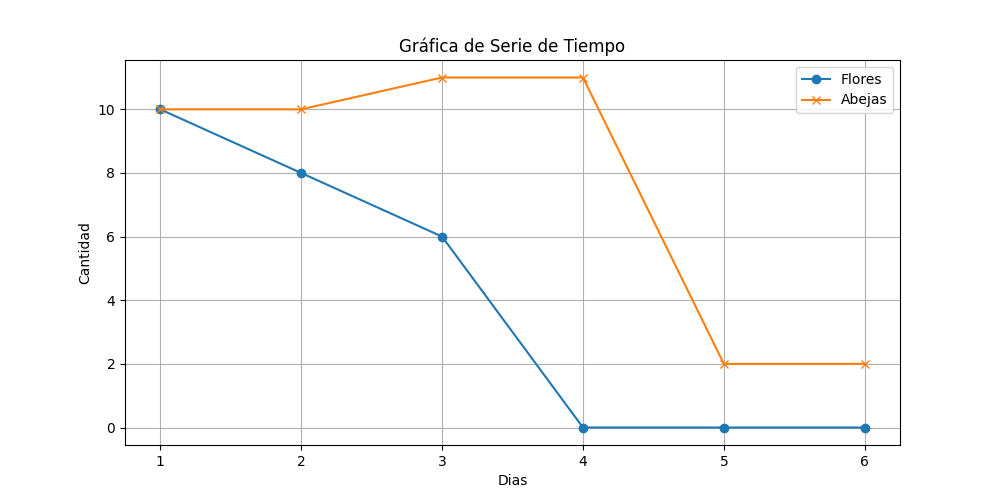 Gráfica de Serie de Tiempo
Flores
Abejas
Cantidad
10
8
6
4
2
0
1 2 3 4 5 6
Dias